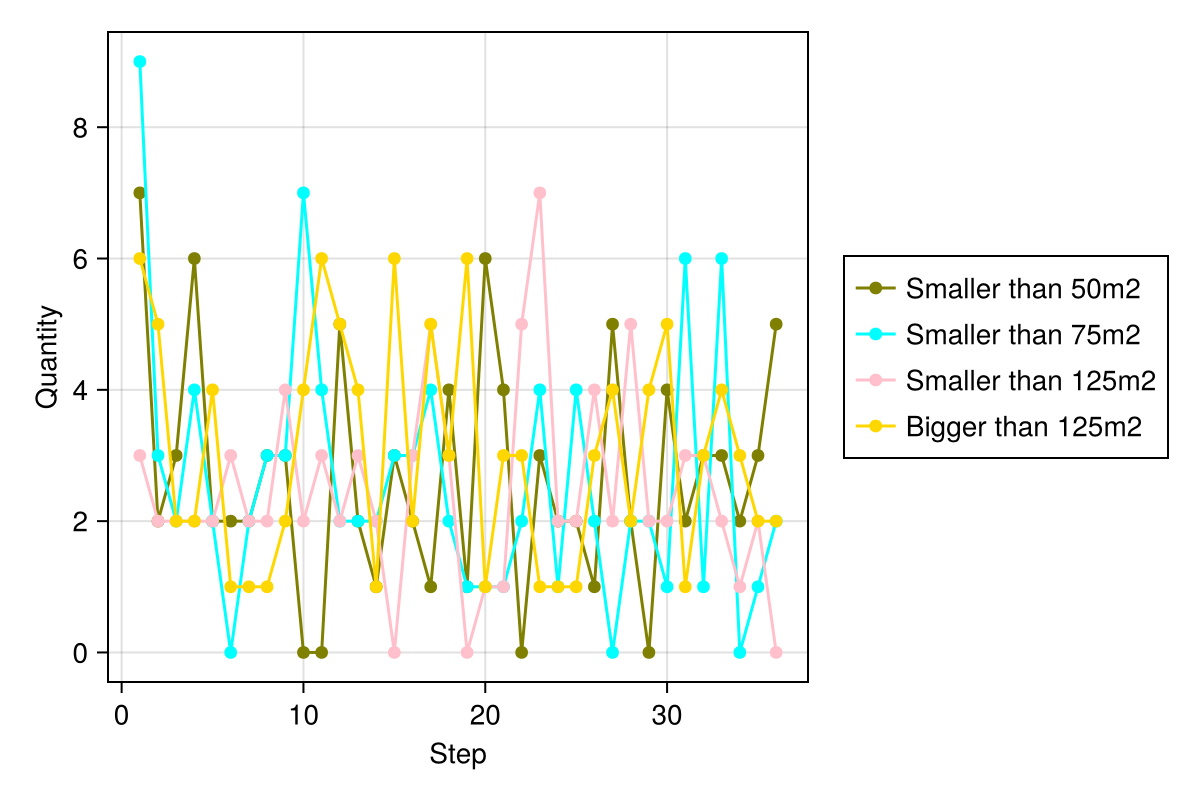 8
6
4
2
0
Quantity
0 10 20 30
Step
Smaller than 50m2
Smaller than 75m2
Smaller than 125m2
Bigger than 125m2